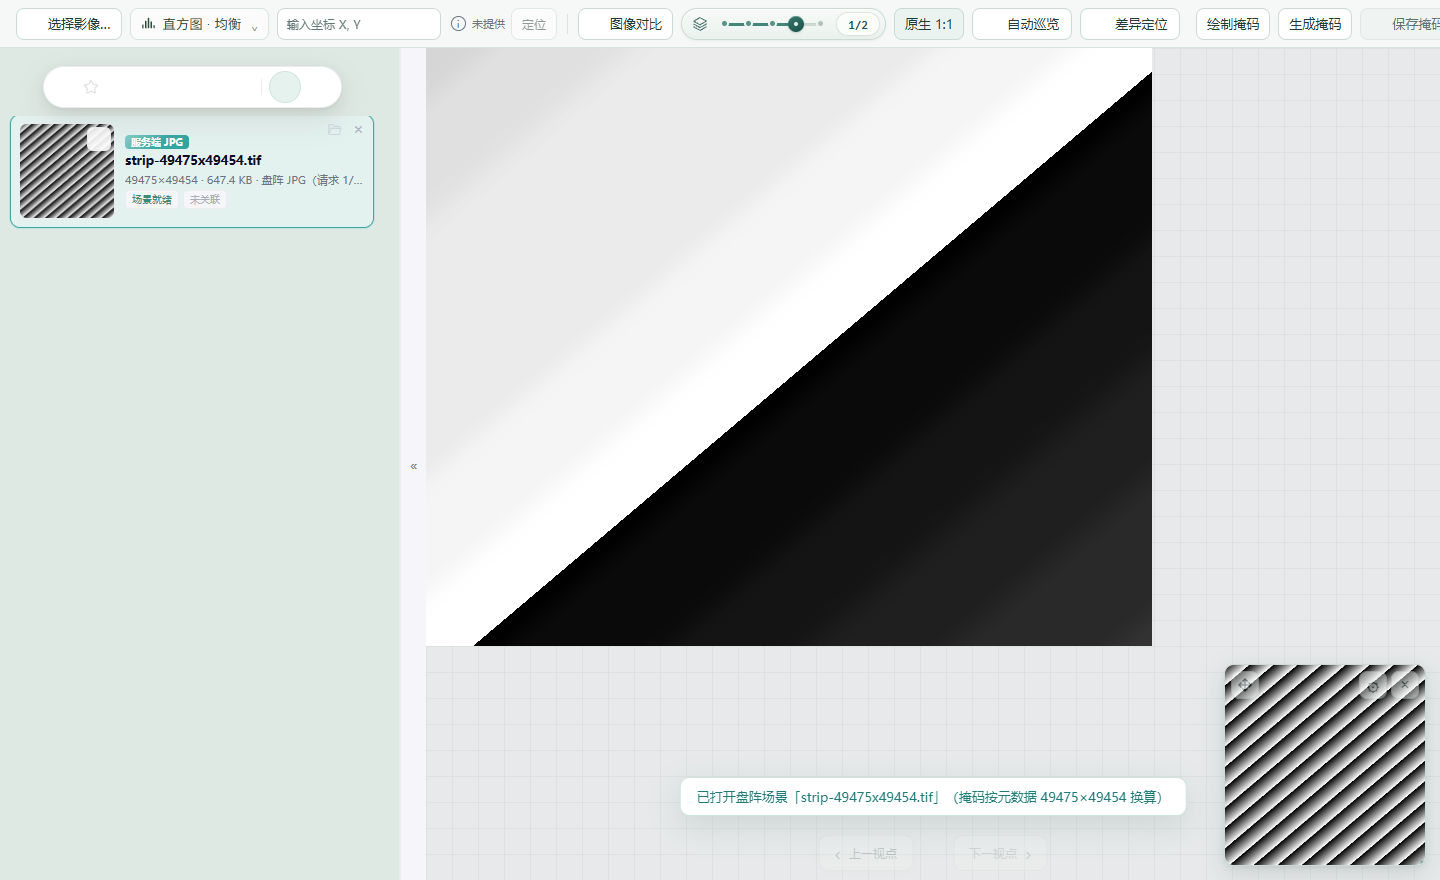 选择影像...
直方图 · 均衡
输入坐标 X, Y
未提供
定位
图像对比
1/2
原生 1:1
自动巡览
差异定位
绘制掩码
生成掩码
保存掩码
服务端 JPG
strip-49475x49454.tif
49475×49454 · 647.4 KB · 盘阵 JPG（请求 1/...
场景就绪
未关联
«
已打开盘阵场景「strip-49475x49454.tif」（掩码按元数据 49475×49454 换算）
‹ 上一视点
下一视点 ›